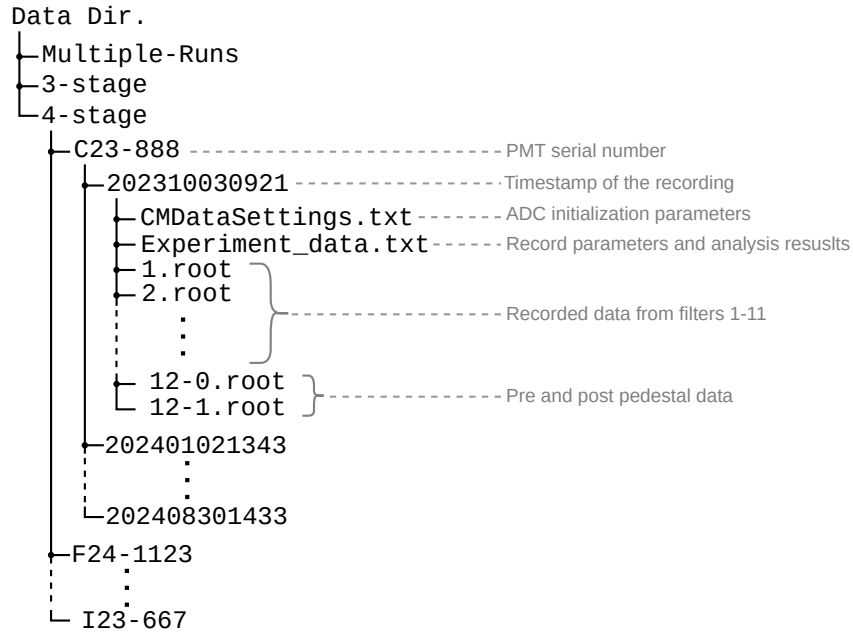 Data Dir.
Multiple-Runs
3-stage
4-stage
C23-888 PMT serial number
202310030921 Timestamp of the recording
CMDataSettings.txt ADC initialization parameters
Experiment_data.txt Record parameters and analysis resuslts
1.root
2.root
Recorded data from filters 1-11
12-0.root
Pre and post pedestal data
12-1.root
202401021343
202408301433
F24-1123
I23-667